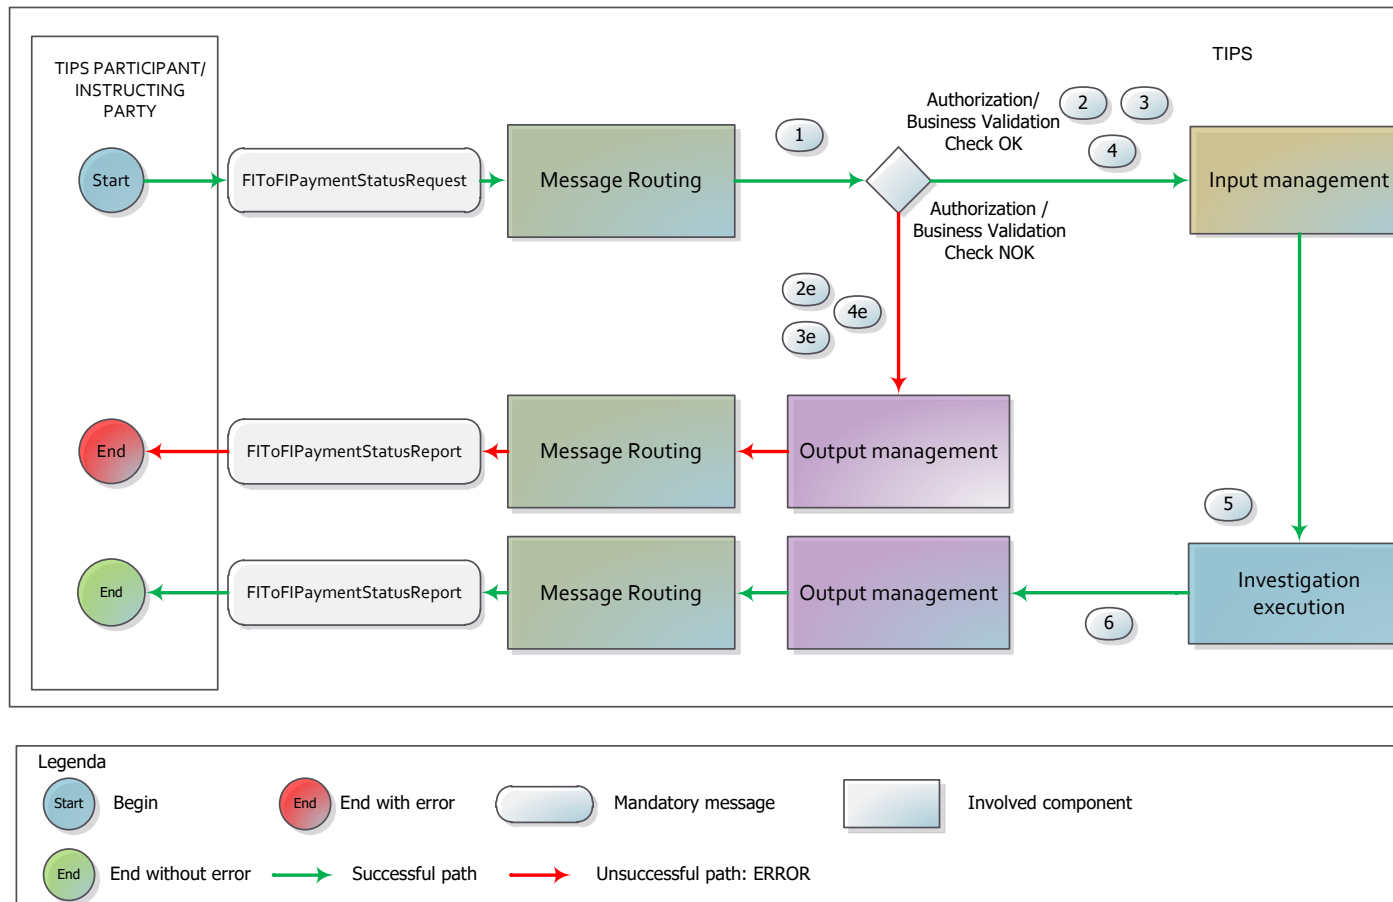 TIPS PARTICIPANT/
INSTRUCTING
PARTY
TIPS
Start
FIToFIPaymentStatusRequest
Message Routing
1
Authorization/
Business Validation
Check OK
2
3
4
Input management
Authorization /
Business Validation
Check NOK
2e
4e
3e
End
FIToFIPaymentStatusReport
Message Routing
Output management
5
End
FIToFIPaymentStatusReport
Message Routing
Output management
6
Investigation
execution
Legenda
Start
Begin
End
End with error
Mandatory message
Involved component
End
End without error
Successful path
Unsuccessful path: ERROR